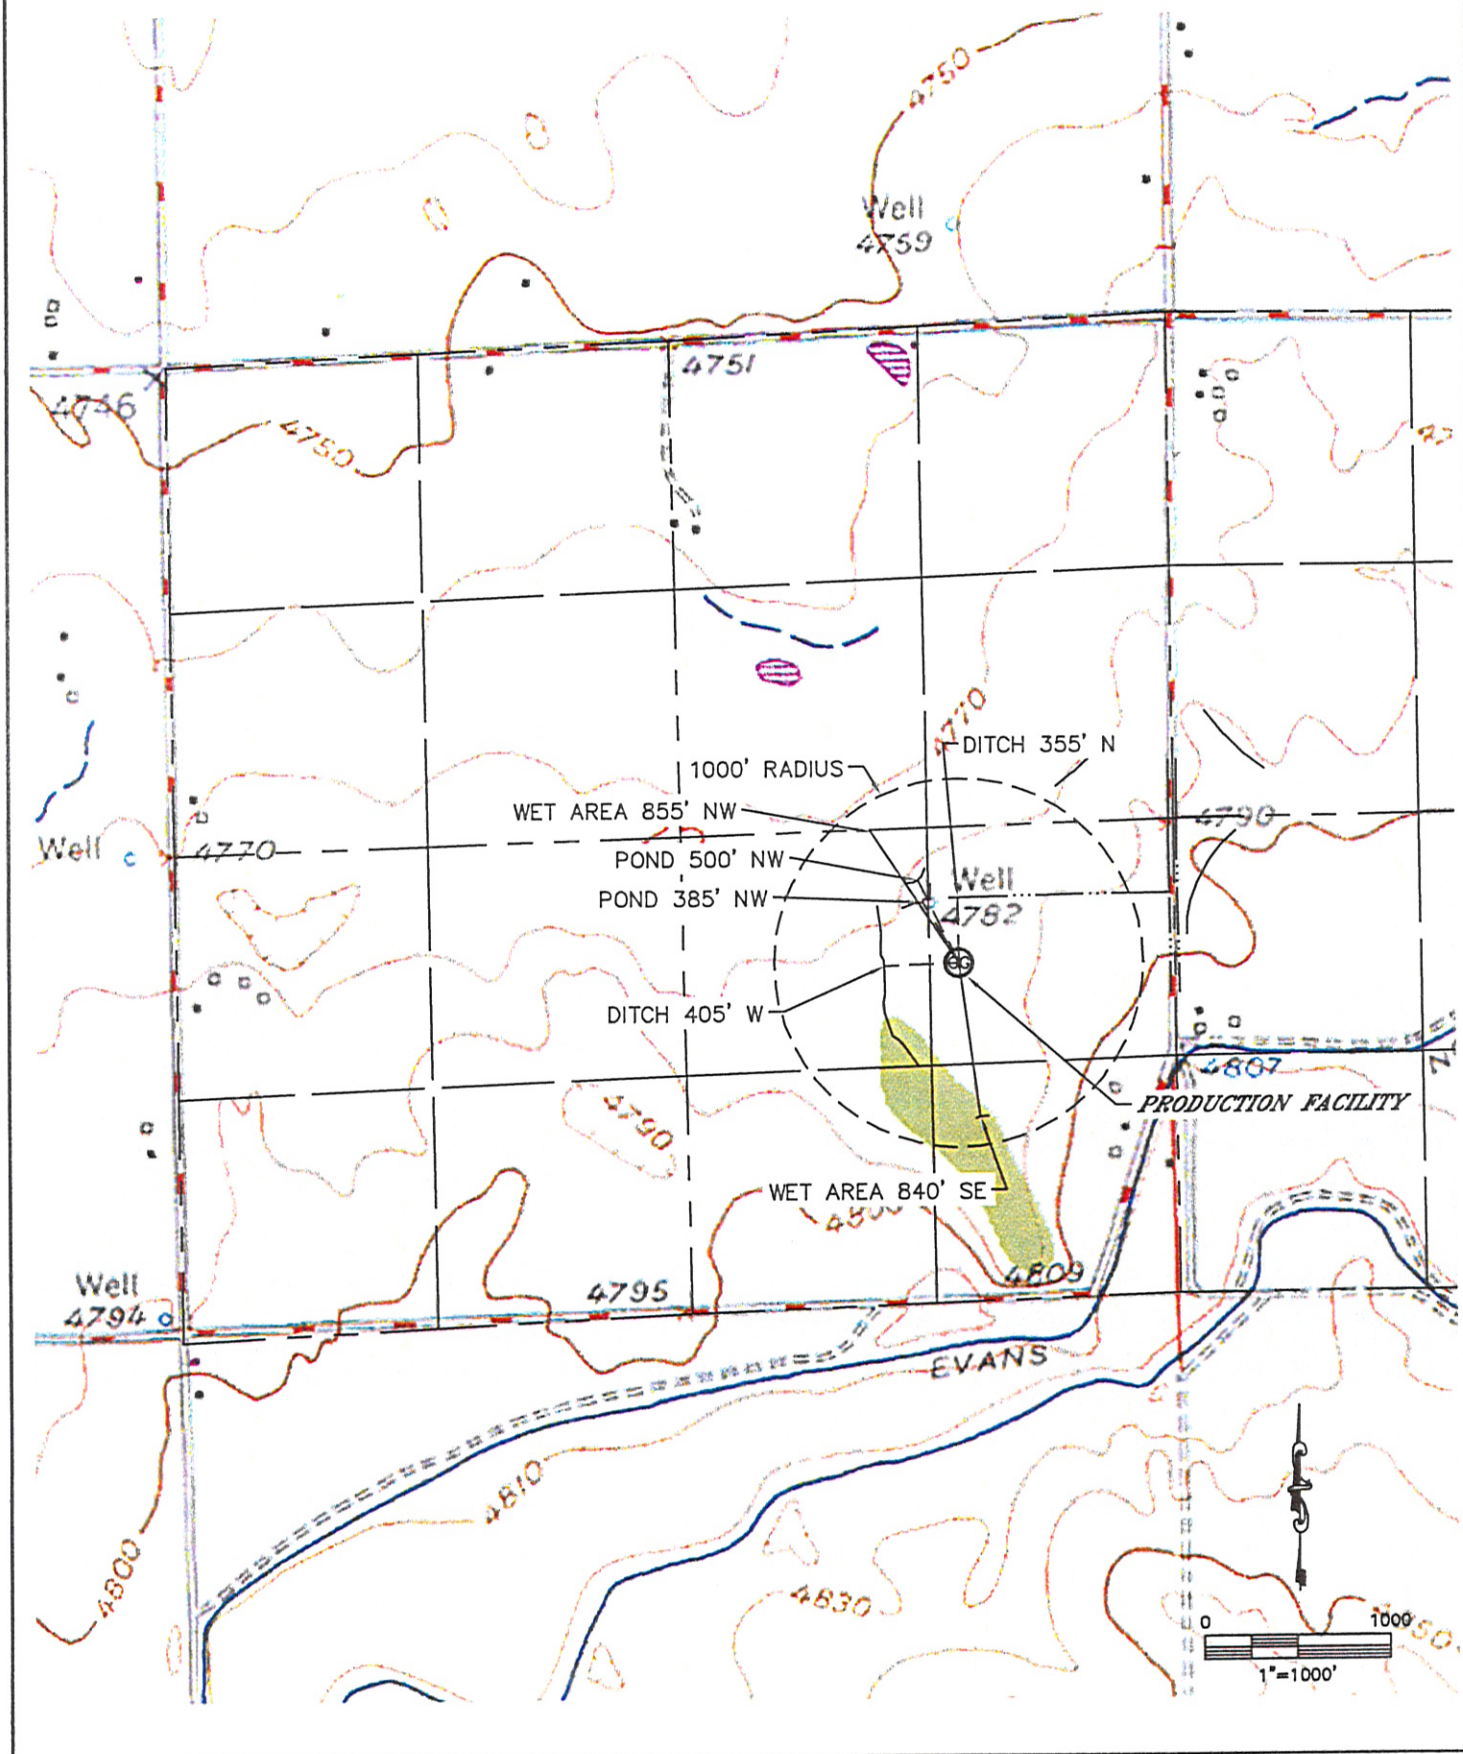 4750
Well
4759
4751
4746
4750
4770
DITCH 355' N
1000' RADIUS
WET AREA 855' NW
4790
Well
4770
POND 500' NW
Well
POND 385' NW
4782
DITCH 405' W
4807
Z
4790
PRODUCTION FACILITY
WET AREA 840' SE
4809
Well
4795
4794
EVANS
4810
4800
4830
0
1000
1"=1000'